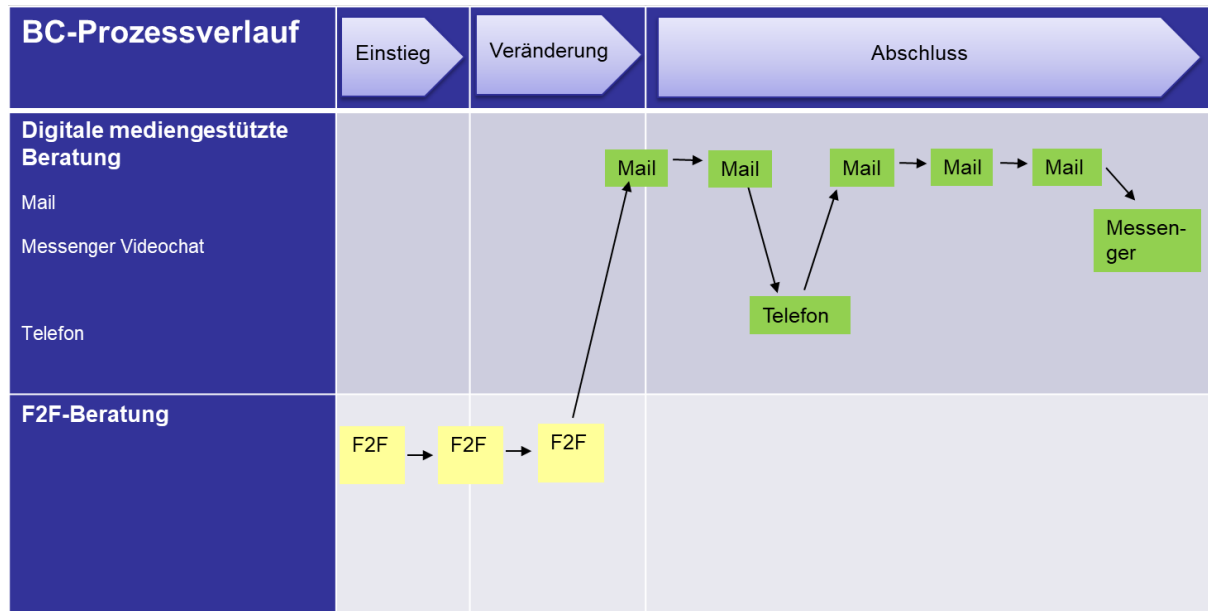 BC-Prozessverlauf
Einstieg
Veränderung
Abschluss
Digitale mediengestützte
Beratung
Mail
Messenger Videochat
Telefon
Mail
Mail
Mail
Mail
Mail
Messen-
ger
Telefon
F2F-Beratung
F2F
F2F
F2F